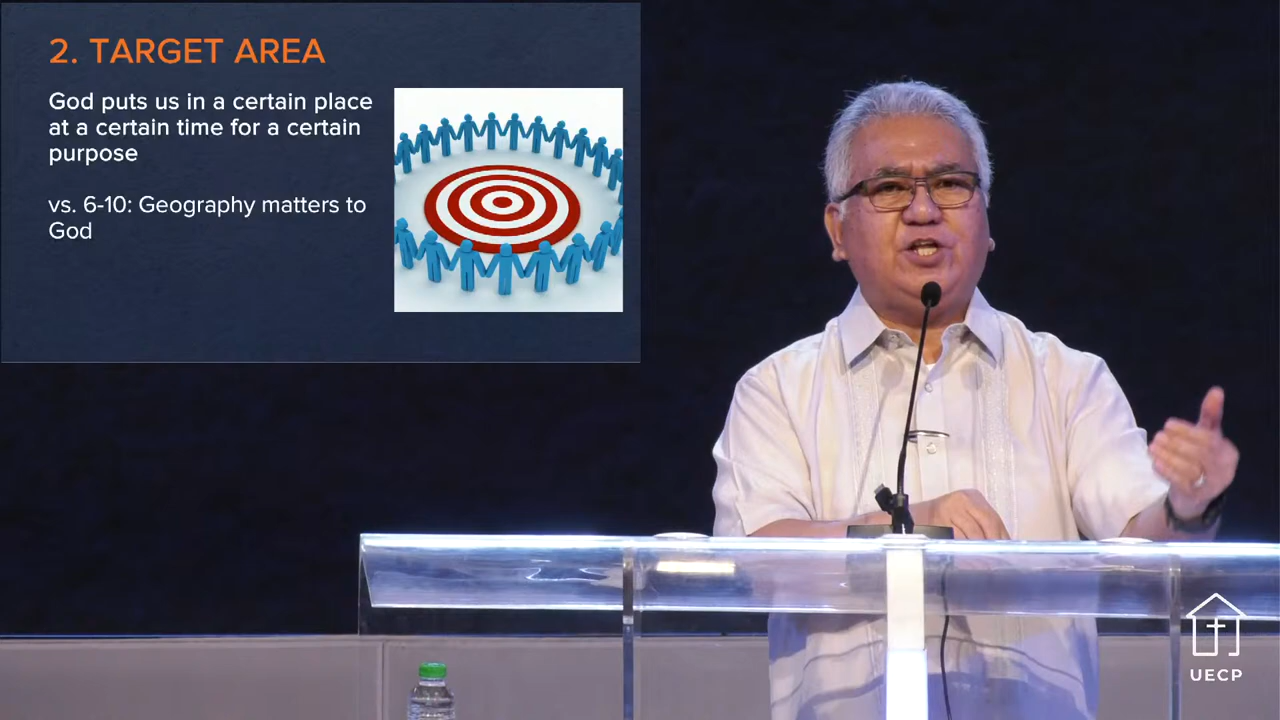 2. TARGET AREA
God puts us in a certain place
at a certain time for a certain
purpose
vs. 6-10: Geography matters to
God
UECP